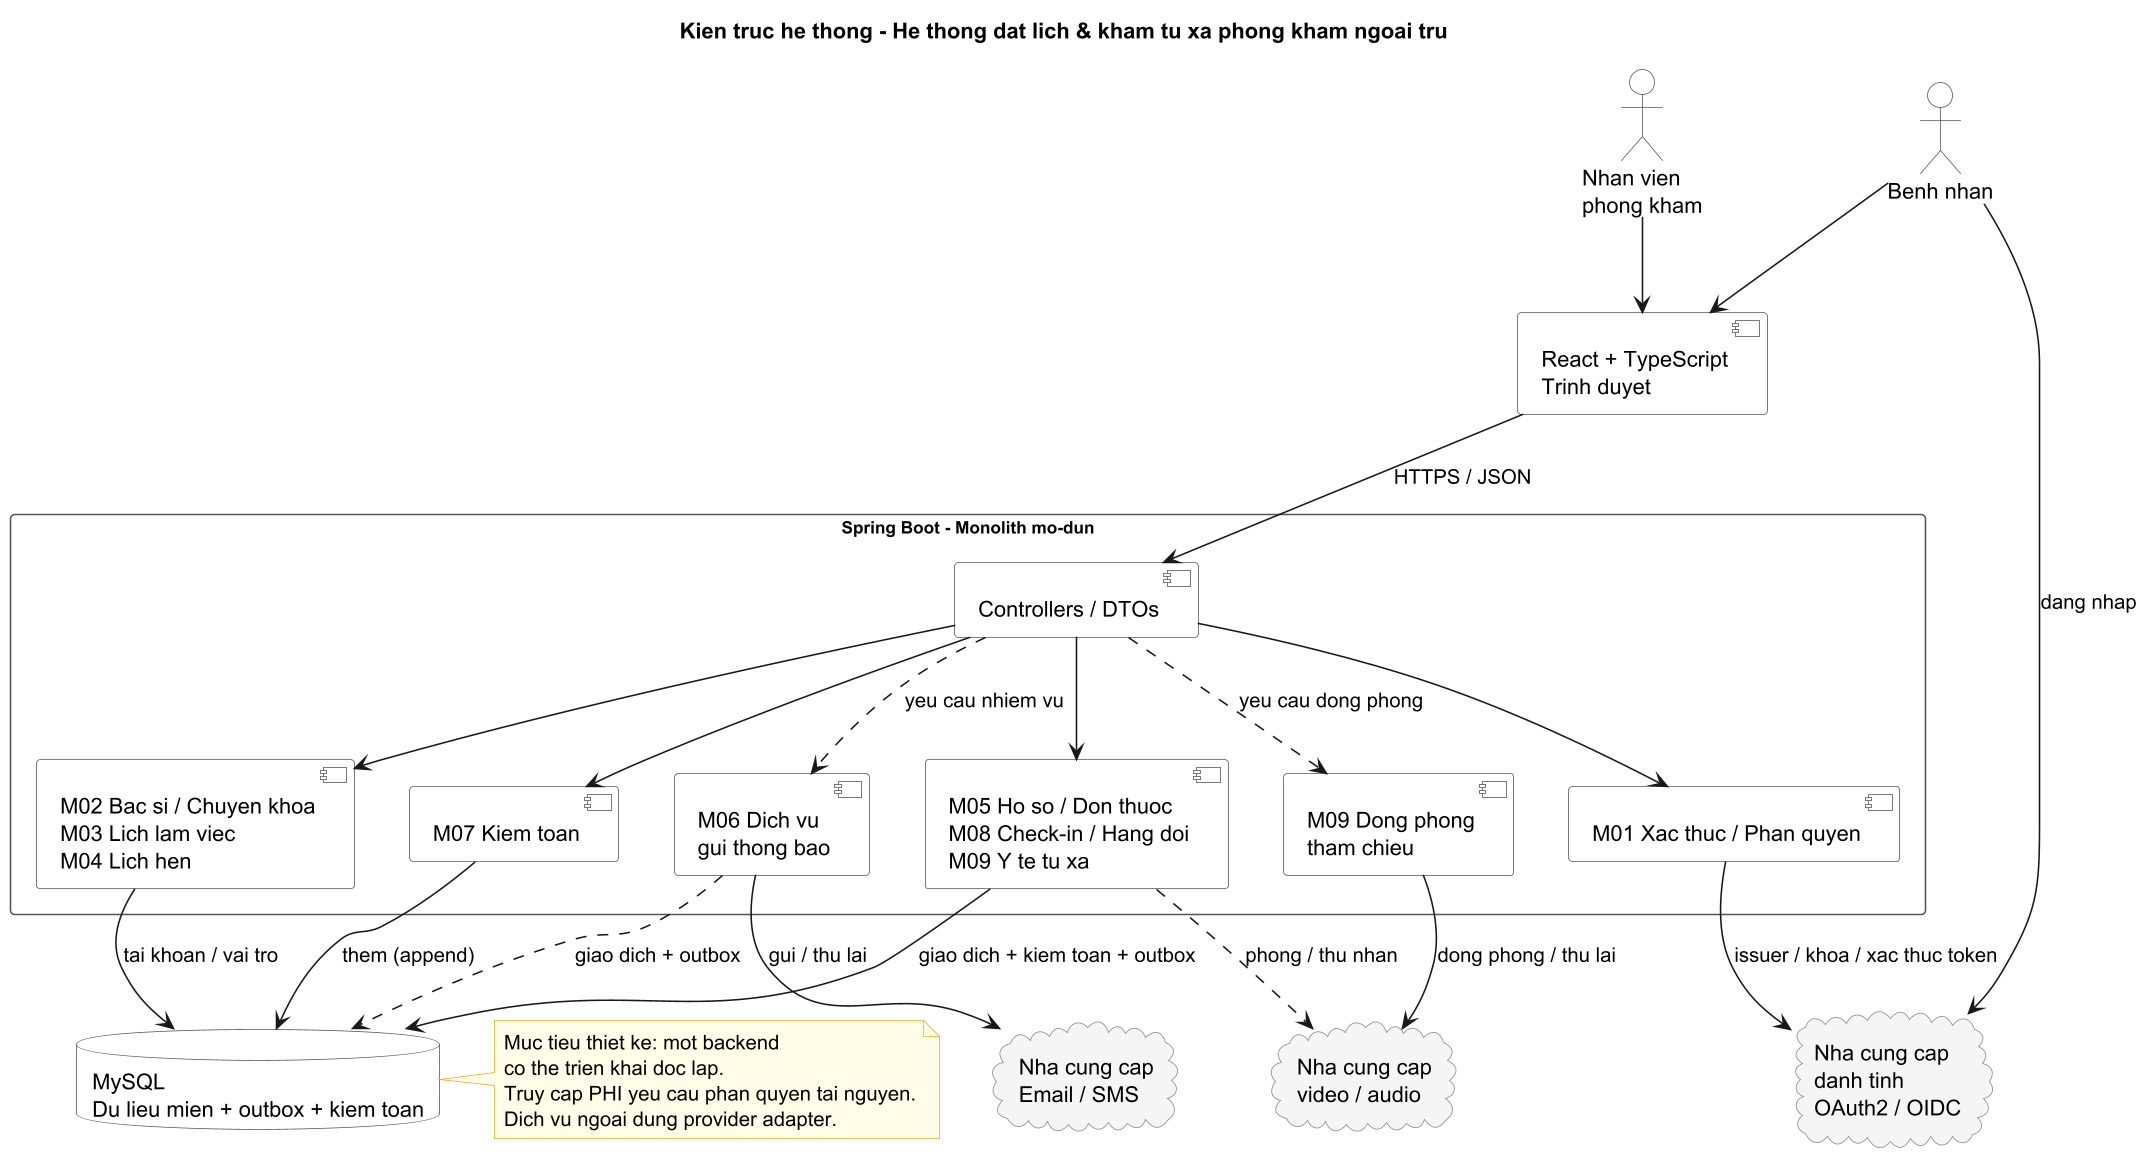 Kien truc he thong - He thong dat lich & kham tu xa phong kham ngoai tru
Nhan vien
phong kham
Benh nhan
React + TypeScript
Trinh duyet
HTTPS / JSON
Spring Boot - Monolith mo-dun
Controllers / DTOs
dang nhap
yeu cau nhiem vu
yeu cau dong phong
M02 Bac si / Chuyen khoa
M03 Lich lam viec
M04 Lich hen
M07 Kiem toan
M06 Dich vu
gui thong bao
M05 Ho so / Don thuoc
M08 Check-in / Hang doi
M09 Y te tu xa
M09 Dong phong
tham chieu
M01 Xac thuc / Phan quyen
tai khoan / vai tro
them (append)
giao dich + outbox
gui / thu lai
giao dich + kiem toan + outbox
phong / thu nhan
dong phong / thu lai
issuer / khoa / xac thuc token
MySQL
Du lieu mien + outbox + kiem toan
Muc tieu thiet ke: mot backend
co the trien khai doc lap.
Truy cap PHI yeu cau phan quyen tai nguyen.
Dich vu ngoai dung provider adapter.
Nha cung cap
Email / SMS
Nha cung cap
video / audio
Nha cung cap
danh tinh
OAuth2 / OIDC